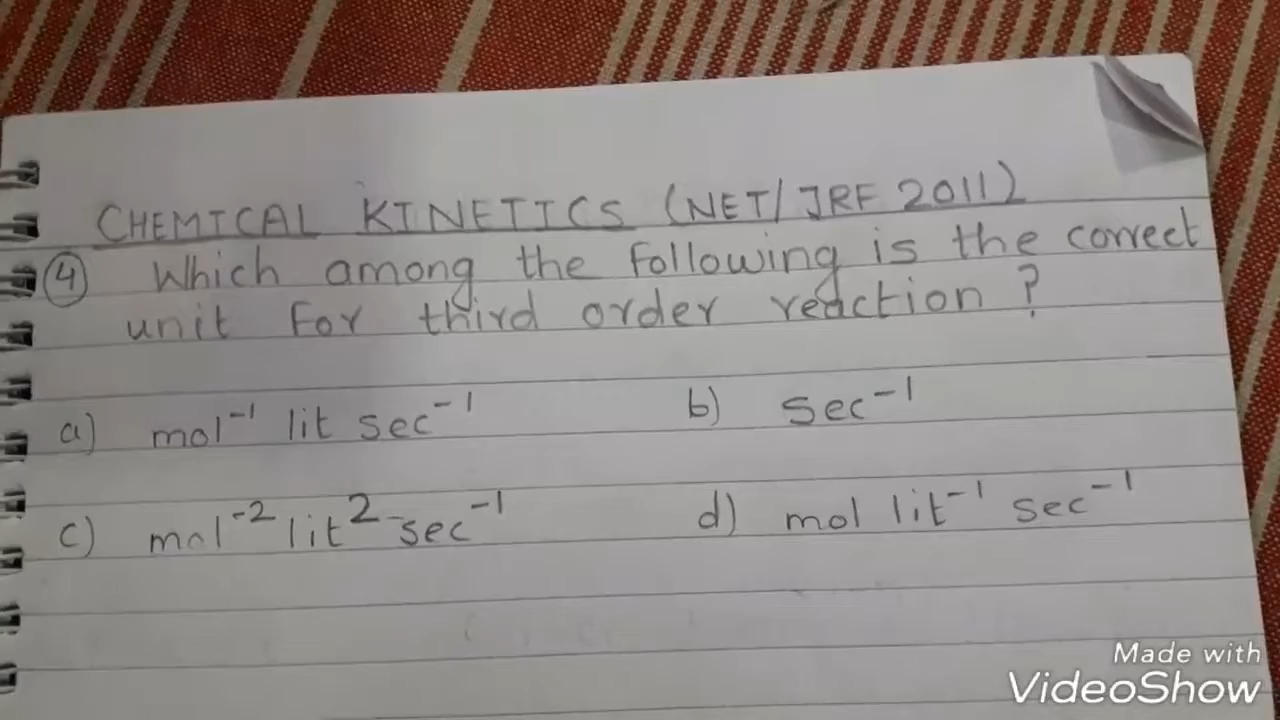 CHEMICAL KINETICS (NET/JRF 2011)
④ Which among the following is the correct
unit for third order reaction ?
a) mol⁻¹ lit sec⁻¹ b) sec⁻¹
c) mol⁻² lit² sec⁻¹ d) mol lit⁻¹ sec⁻¹
Made with
VideoShow